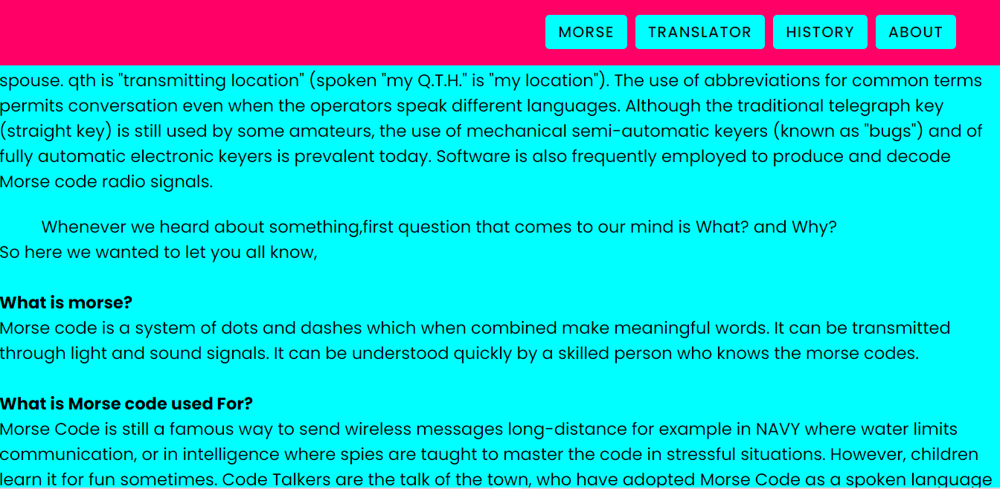 MORSE TRANSLATOR HISTORY ABOUT
spouse. qth is "transmitting location" (spoken "my Q.T.H." is "my location"). The use of abbreviations for common terms
permits conversation even when the operators speak different languages. Although the traditional telegraph key
(straight key) is still used by some amateurs, the use of mechanical semi-automatic keyers (known as "bugs") and of
fully automatic electronic keyers is prevalent today. Software is also frequently employed to produce and decode
Morse code radio signals.
Whenever we heard about something,first question that comes to our mind is What? and Why?
So here we wanted to let you all know,
What is morse?
Morse code is a system of dots and dashes which when combined make meaningful words. It can be transmitted
through light and sound signals. It can be understood quickly by a skilled person who knows the morse codes.
What is Morse code used For?
Morse Code is still a famous way to send wireless messages long-distance for example in NAVY where water limits
communication, or in intelligence where spies are taught to master the code in stressful situations. However, children
learn it for fun sometimes. Code Talkers are the talk of the town, who have adopted Morse Code as a spoken language